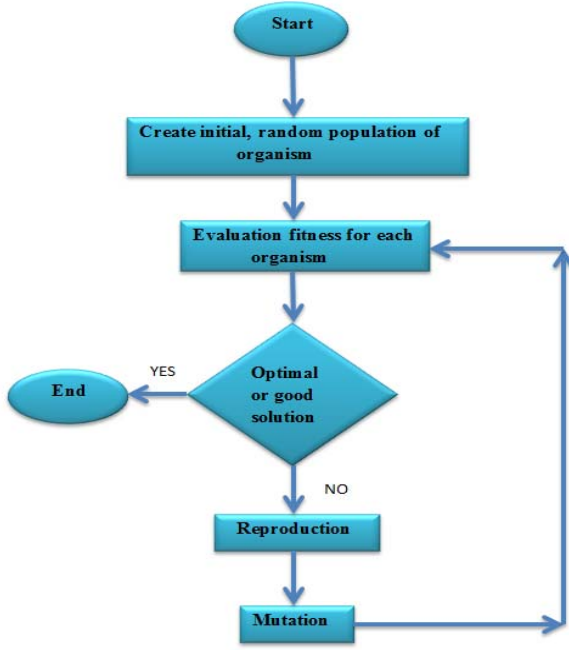 Start
Create initial, random population of
organism
Evaluation fitness for each
organism
Optimal
or good
solution
YES
End
NO
Reproduction
Mutation